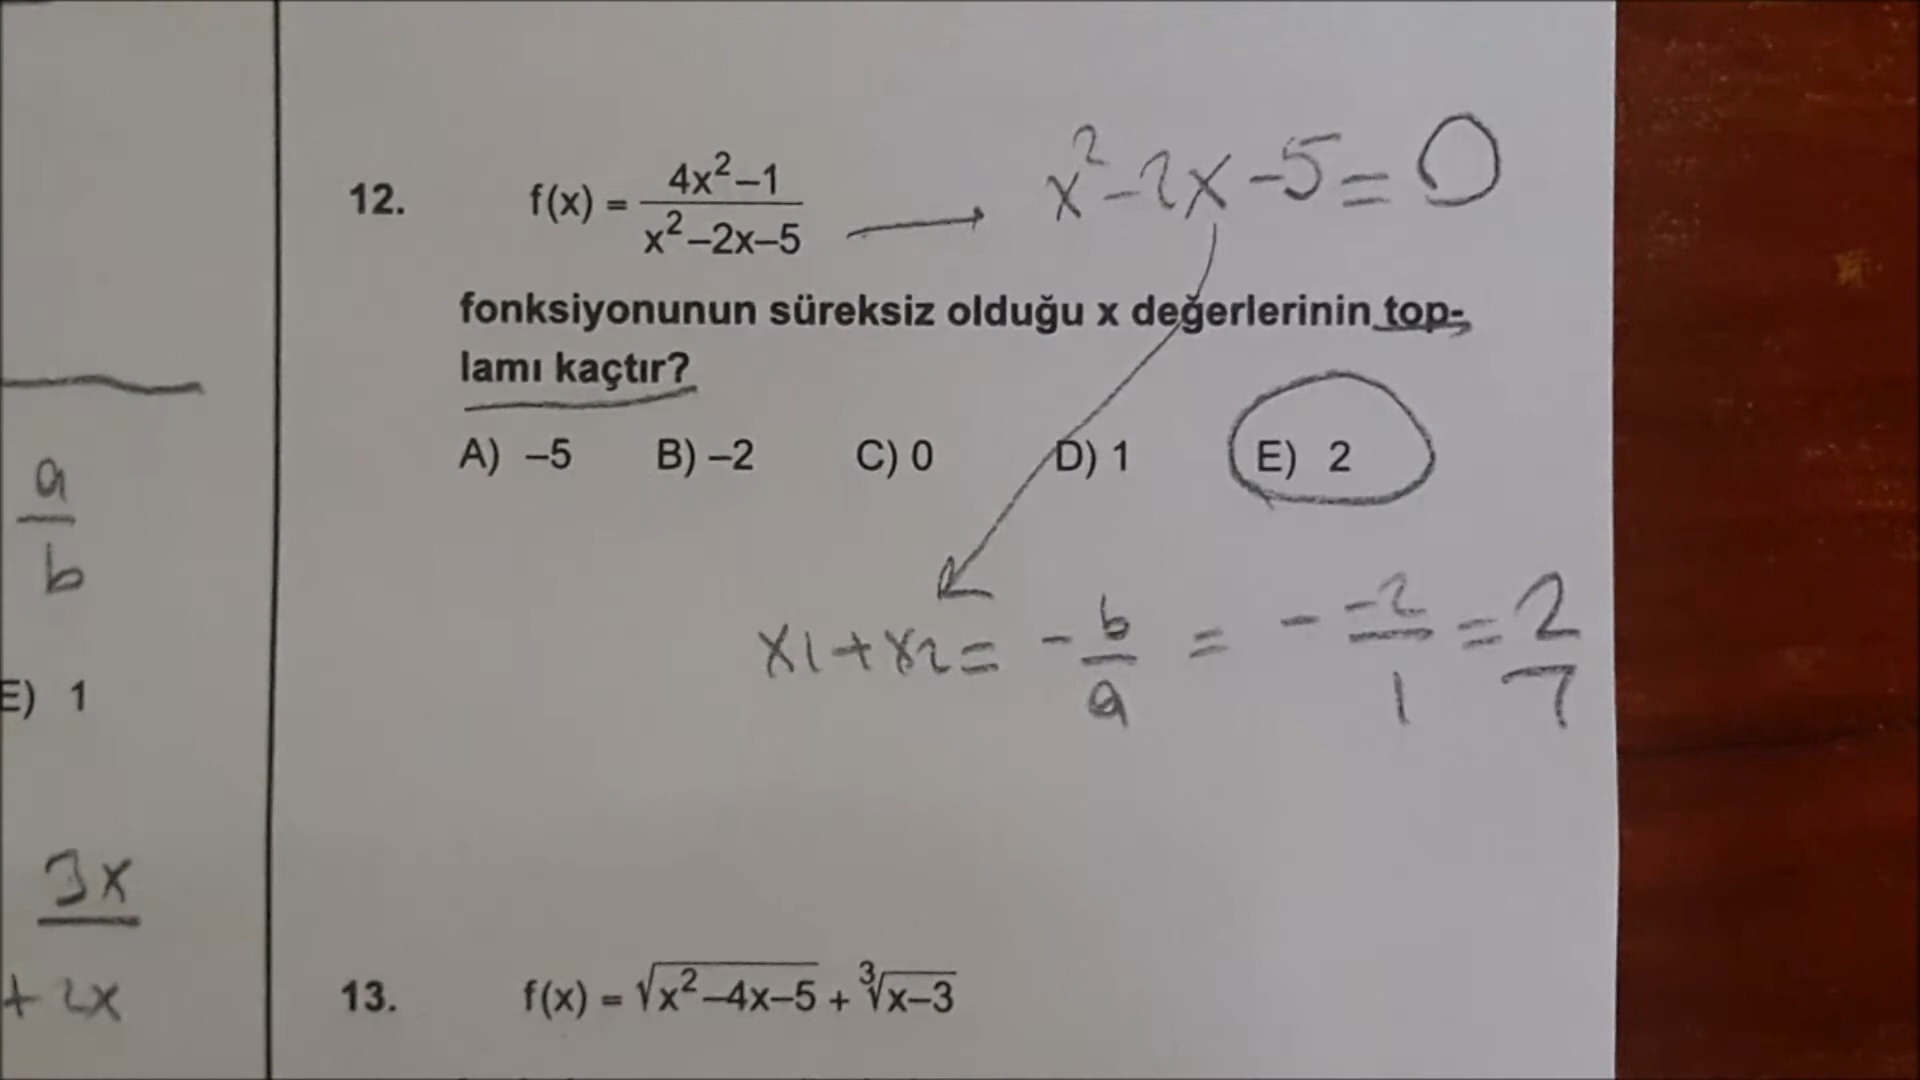 a/b
E) 1
3x
+ 2x
12. f(x) = (4x²–1)/(x²–2x–5) → x²-2x-5=0
fonksiyonunun süreksiz olduğu x değerlerinin top-
lamı kaçtır?
A) –5 B) –2 C) 0 D) 1 E) 2
x1+x2= -b/a = - -2/1 = 2
13. f(x) = √(x²–4x–5) + ³√(x–3)